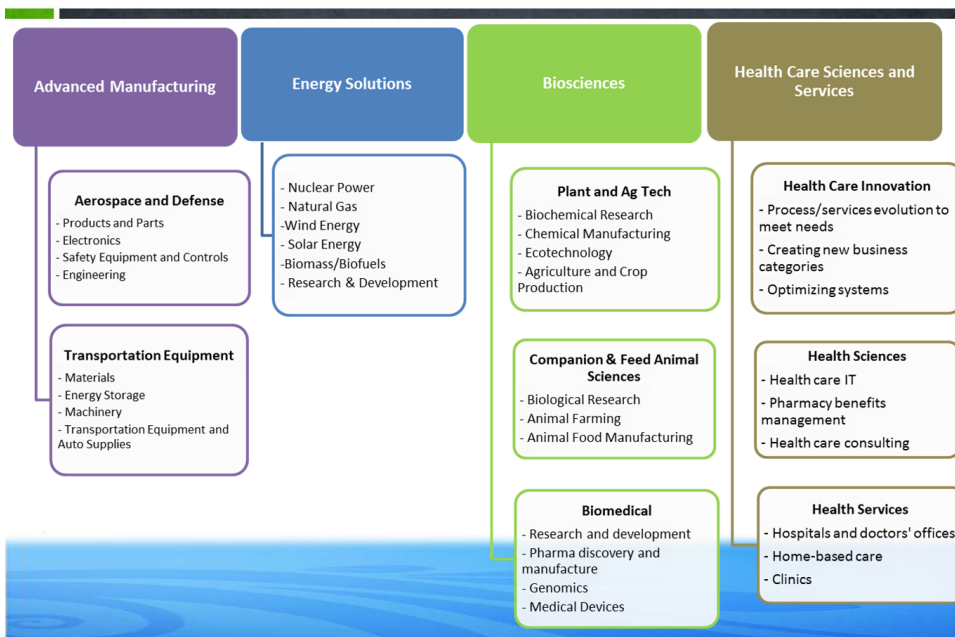 Advanced Manufacturing
Aerospace and Defense
- Products and Parts
- Electronics
- Safety Equipment and Controls
- Engineering
Transportation Equipment
- Materials
- Energy Storage
- Machinery
- Transportation Equipment and
Auto Supplies
Energy Solutions
- Nuclear Power
- Natural Gas
-Wind Energy
- Solar Energy
-Biomass/Biofuels
- Research & Development
Biosciences
Plant and Ag Tech
- Biochemical Research
- Chemical Manufacturing
- Ecotechnology
- Agriculture and Crop
Production
Companion & Feed Animal
Sciences
- Biological Research
- Animal Farming
- Animal Food Manufacturing
Biomedical
- Research and development
- Pharma discovery and
manufacture
- Genomics
- Medical Devices
Health Care Sciences and
Services
Health Care Innovation
- Process/services evolution to
meet needs
- Creating new business
categories
- Optimizing systems
Health Sciences
- Health care IT
- Pharmacy benefits
management
- Health care consulting
Health Services
- Hospitals and doctors' offices
- Home-based care
- Clinics